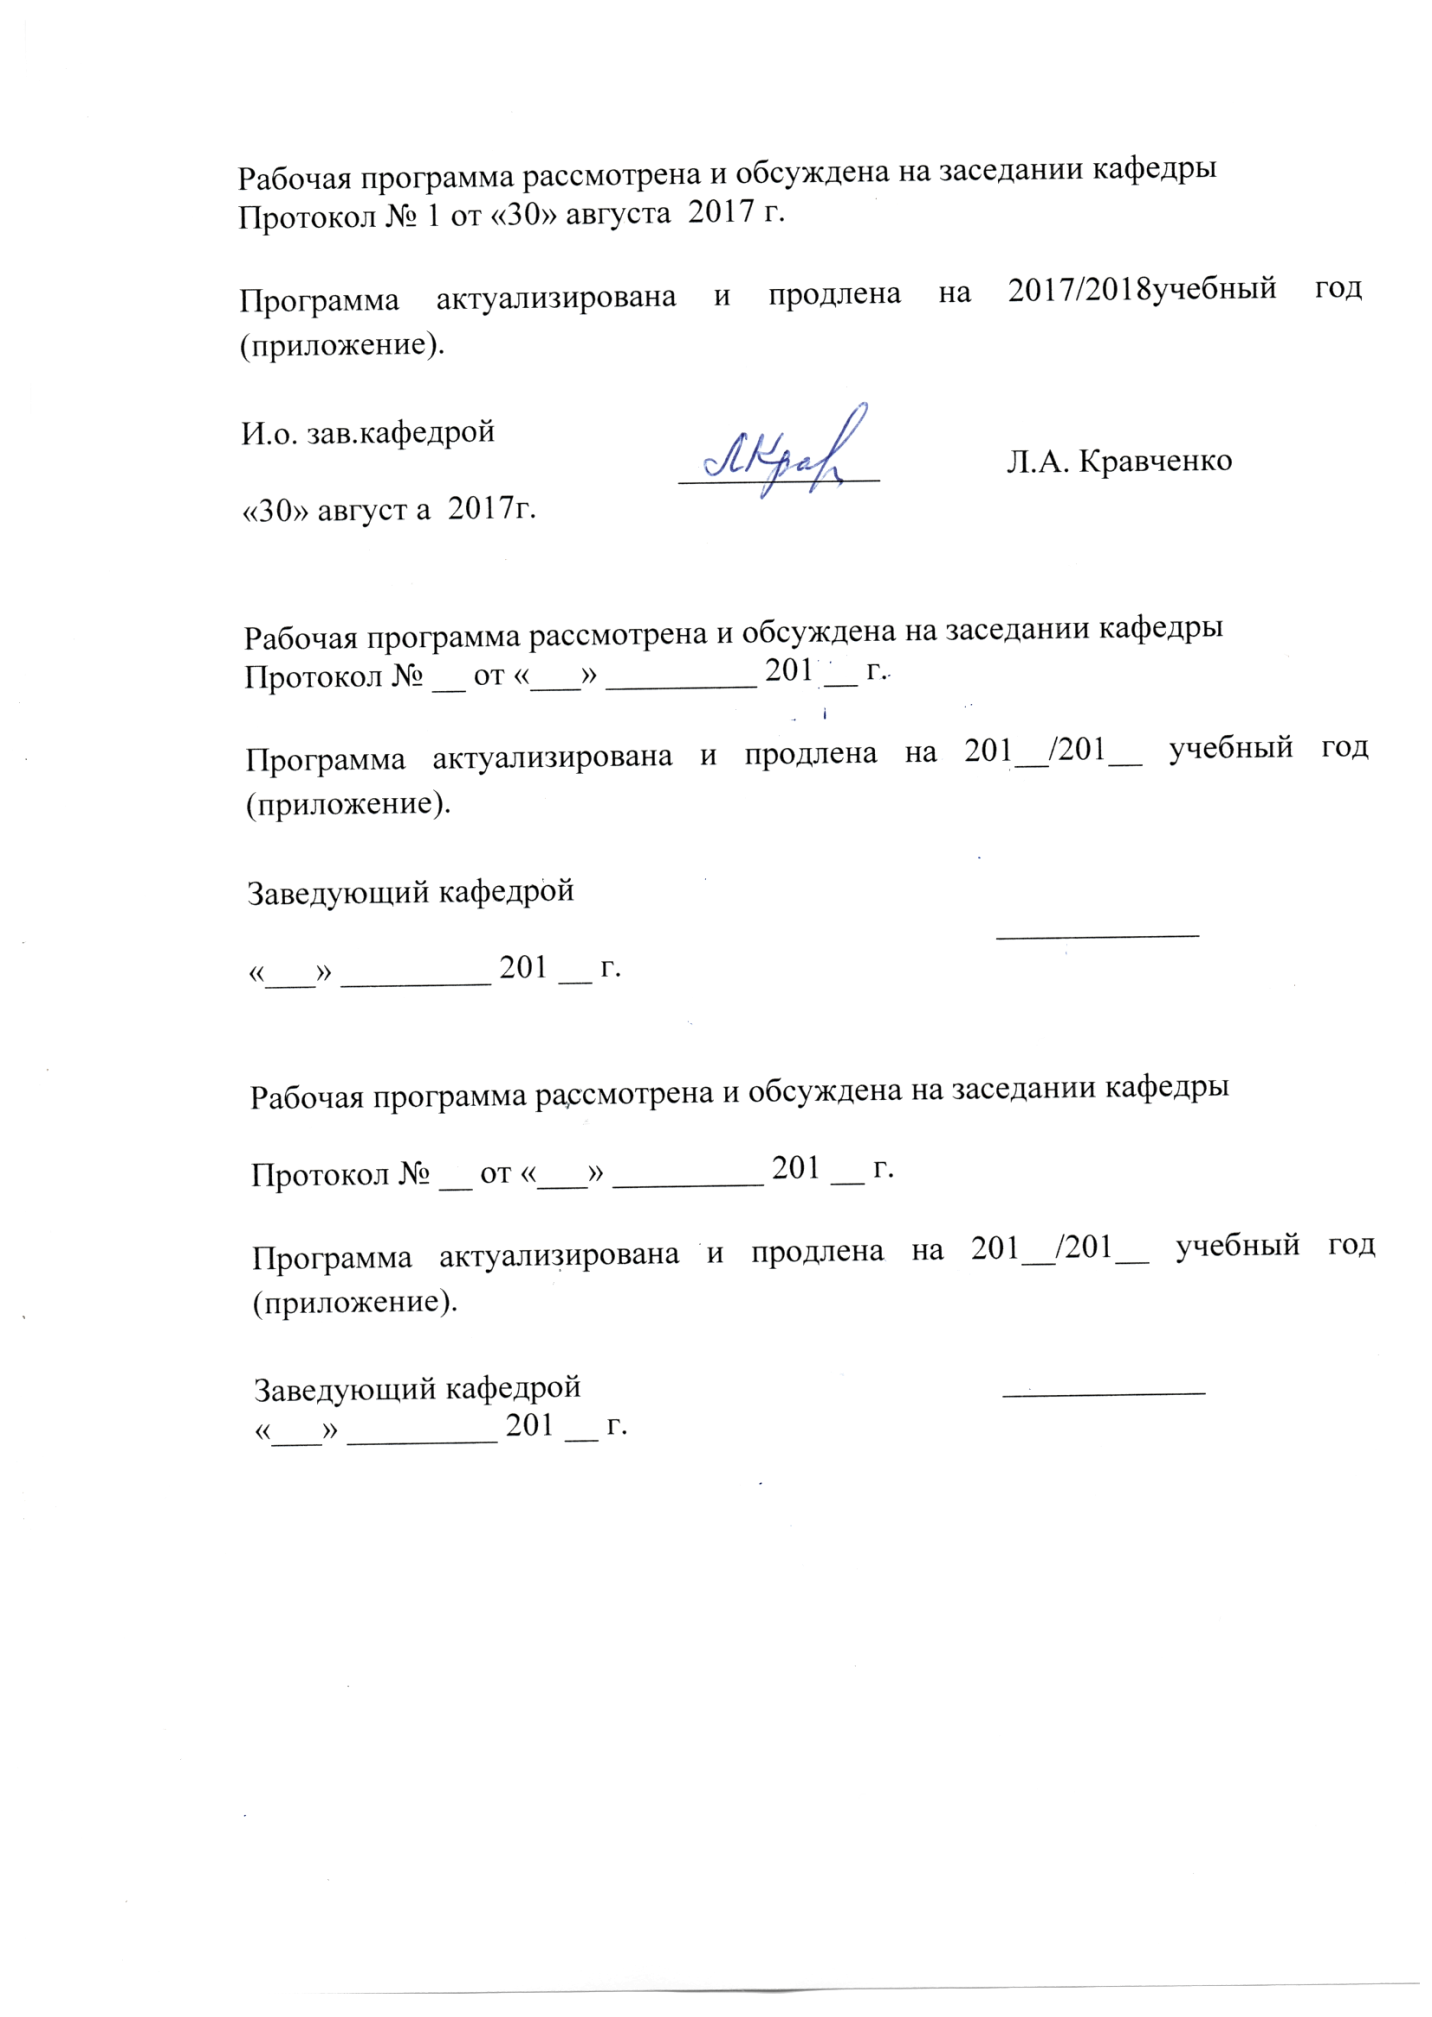 Рабочая программа рассмотрена и обсуждена на заседании кафедры
Протокол № 1 от «30» августа 2017 г.
Программа актуализирована и продлена на 2017/2018учебный год
(приложение).
И.о. зав.кафедрой
ЛКрав Л.А. Кравченко
«30» август а 2017г.
Рабочая программа рассмотрена и обсуждена на заседании кафедры
Протокол № __ от «___» _________ 201 __ г.
Программа актуализирована и продлена на 201__/201__ учебный год
(приложение).
Заведующий кафедрой
____________
«___» _________ 201 __ г.
Рабочая программа рассмотрена и обсуждена на заседании кафедры
Протокол № __ от «___» _________ 201 __ г.
Программа актуализирована и продлена на 201__/201__ учебный год
(приложение).
Заведующий кафедрой ____________
«___» _________ 201 __ г.